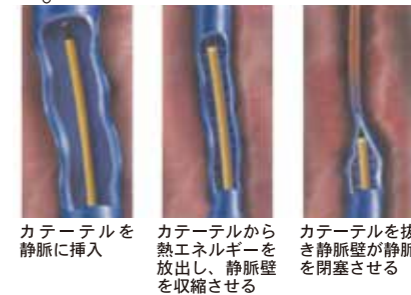 カテーテルを
静脈に挿入
カテーテルから
熱エネルギーを
放出し、静脈壁
を収縮させる
カテーテルを抜
き静脈壁が静脈
を閉塞させる